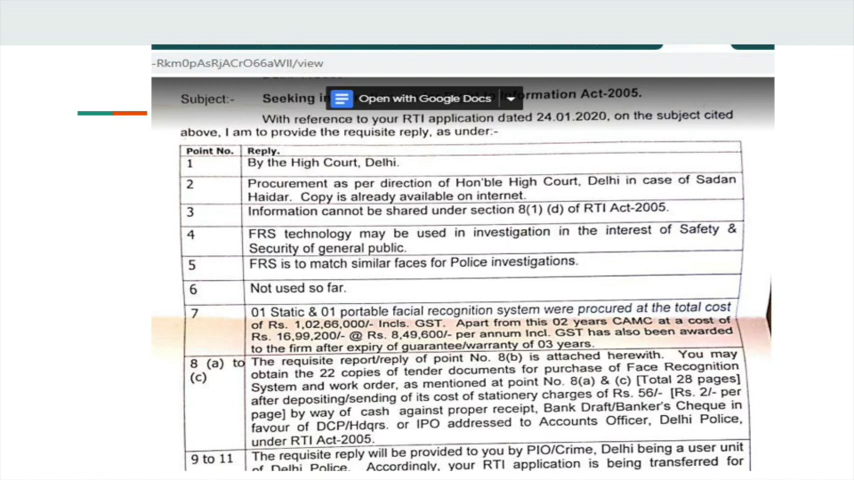 -Rkm0pAsRjACrO66aWIl/view
Subject:- Seeking Open with Google Docs Information Act-2005.
With reference to your RTI application dated 24.01.2020, on the subject cited
above, I am to provide the requisite reply, as under:-
Point No. Reply.
1 By the High Court, Delhi.
2 Procurement as per direction of Hon'ble High Court, Delhi in case of Sadan
Haidar. Copy is already available on internet.
3 Information cannot be shared under section 8(1) (d) of RTI Act-2005.
4 FRS technology may be used in investigation in the interest of Safety &
Security of general public.
5 FRS is to match similar faces for Police investigations.
6 Not used so far.
7 01 Static & 01 portable facial recognition system were procured at the total cost
of Rs. 1,02,66,000/- Incls. GST. Apart from this 02 years CAMC at a cost of
Rs. 16,99,200/- @ Rs. 8,49,600/- per annum Incl. GST has also been awarded
to the firm after expiry of guarantee/warranty of 03 years.
8 (a) to The requisite report/reply of point No. 8(b) is attached herewith. You may
(c) obtain the 22 copies of tender documents for purchase of Face Recognition
System and work order, as mentioned at point No. 8(a) & (c) [Total 28 pages]
after depositing/sending of its cost of stationery charges of Rs. 56/- [Rs. 2/- per
page] by way of cash against proper receipt, Bank Draft/Banker's Cheque in
favour of DCP/Hdqrs. or IPO addressed to Accounts Officer, Delhi Police,
under RTI Act-2005.
9 to 11 The requisite reply will be provided to you by PIO/Crime, Delhi being a user unit
of Delhi Police. Accordingly, your RTI application is being transferred for